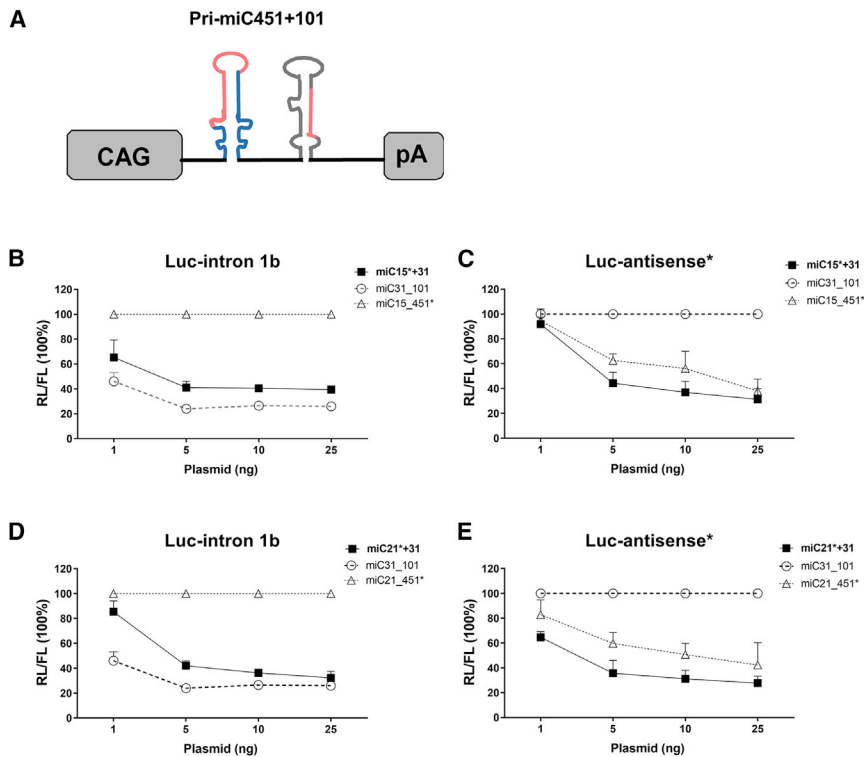 A
Pri-miC451+101
CAG
pA
B
Luc-intron 1b
miC15*+31
miC31_101
miC15_451*
RL/FL (100%)
120
100
80
60
40
20
0
1 5 10 25
Plasmid (ng)
C
Luc-antisense*
miC15*+31
miC31_101
miC15_451*
RL/FL (100%)
120
100
80
60
40
20
0
1 5 10 25
Plasmid (ng)
D
Luc-intron 1b
miC21*+31
miC31_101
miC21_451*
RL/FL (100%)
120
100
80
60
40
20
0
1 5 10 25
Plasmid (ng)
E
Luc-antisense*
miC21*+31
miC31_101
miC21_451*
RL/FL (100%)
120
100
80
60
40
20
0
1 5 10 25
Plasmid (ng)